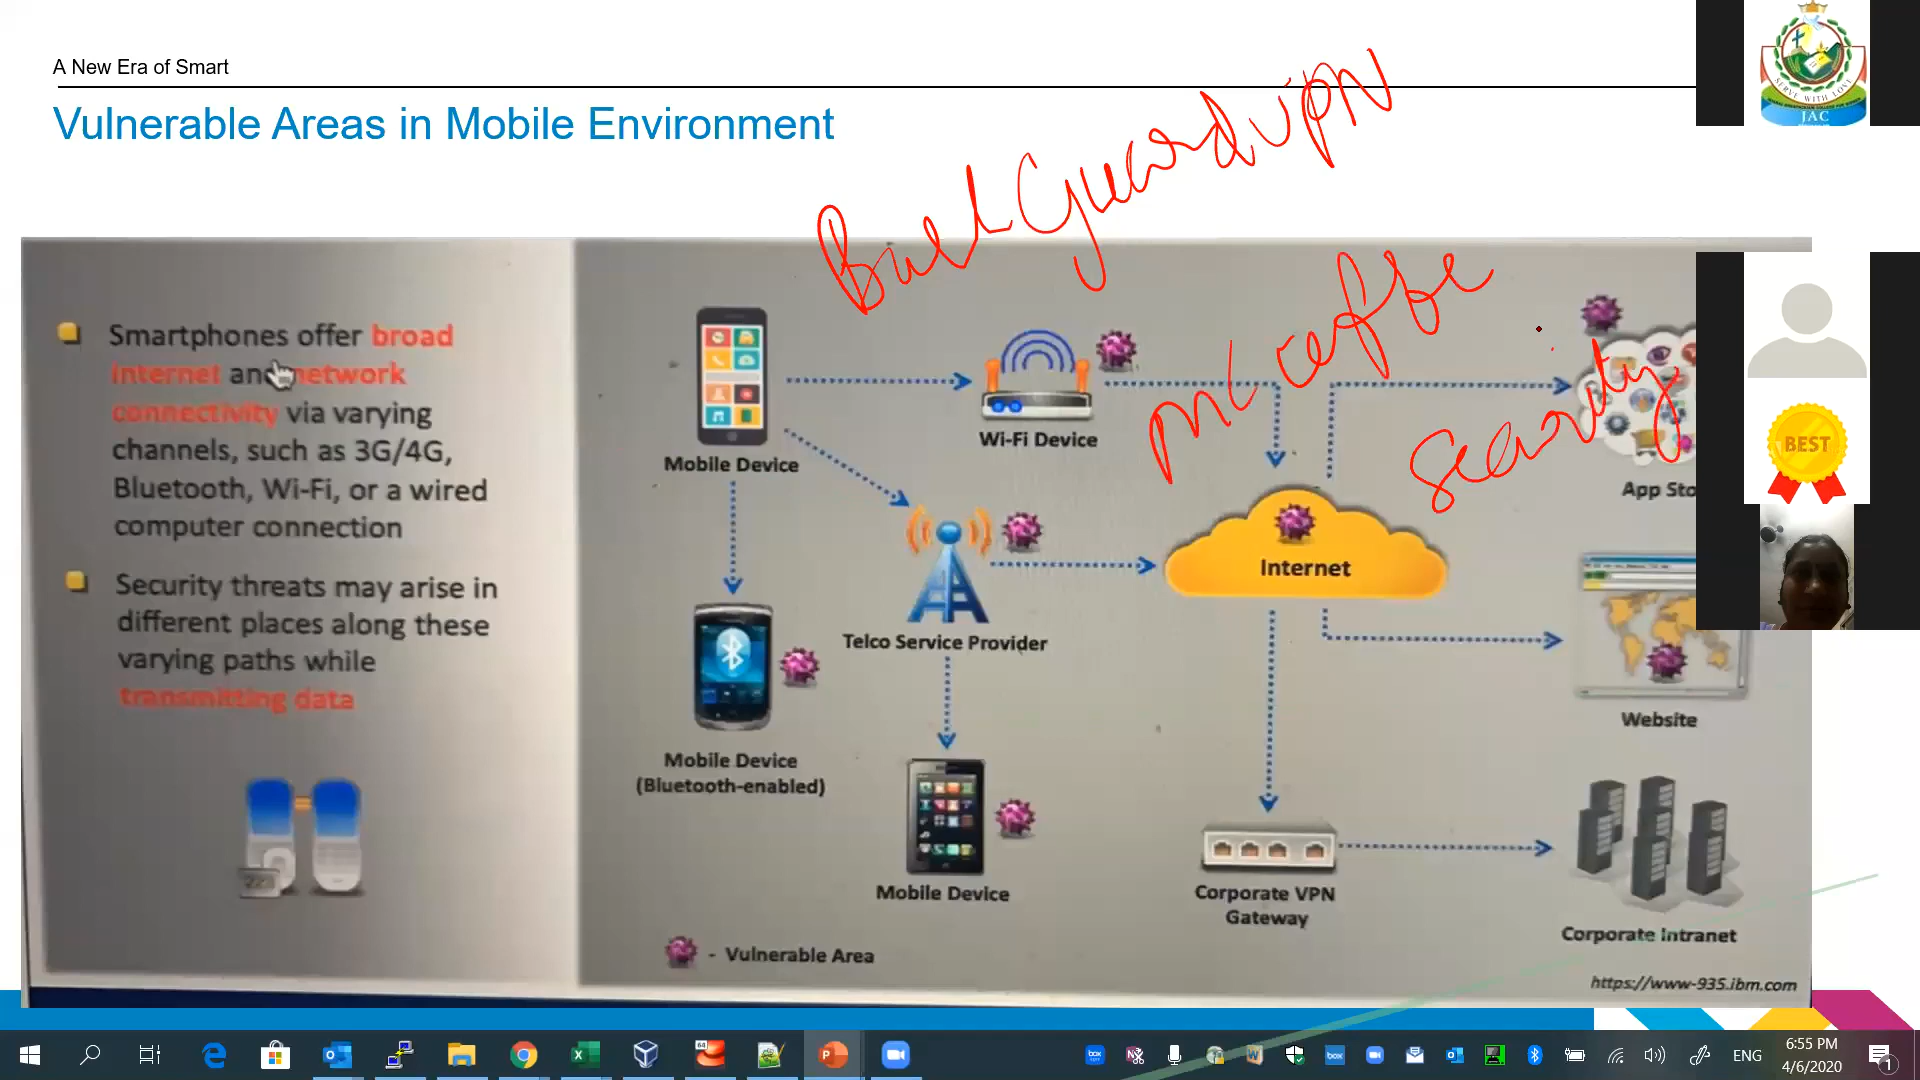 A New Era of Smart
Vulnerable Areas in Mobile Environment
SERVE WITH LOVE
JAC
Smartphones offer broad
Internet and network
connectivity via varying
channels, such as 3G/4G,
Bluetooth, Wi-Fi, or a wired
computer connection
Security threats may arise in
different places along these
varying paths while
transmitting data
Mobile Device
Wi-Fi Device
App Sto
Internet
Telco Service Provider
Website
Mobile Device
(Bluetooth-enabled)
Mobile Device
Corporate VPN
Gateway
Corporate Intranet
- Vulnerable Area
https://www-935.ibm.com
VPN
security
BEST
ENG
6:55 PM
4/6/2020
1